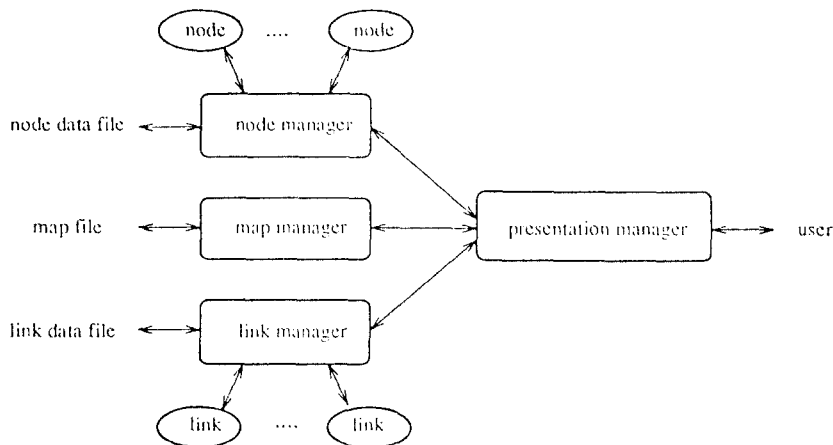 node .... node
node data file node manager
map file map manager presentation manager user
link data file link manager
link .... link